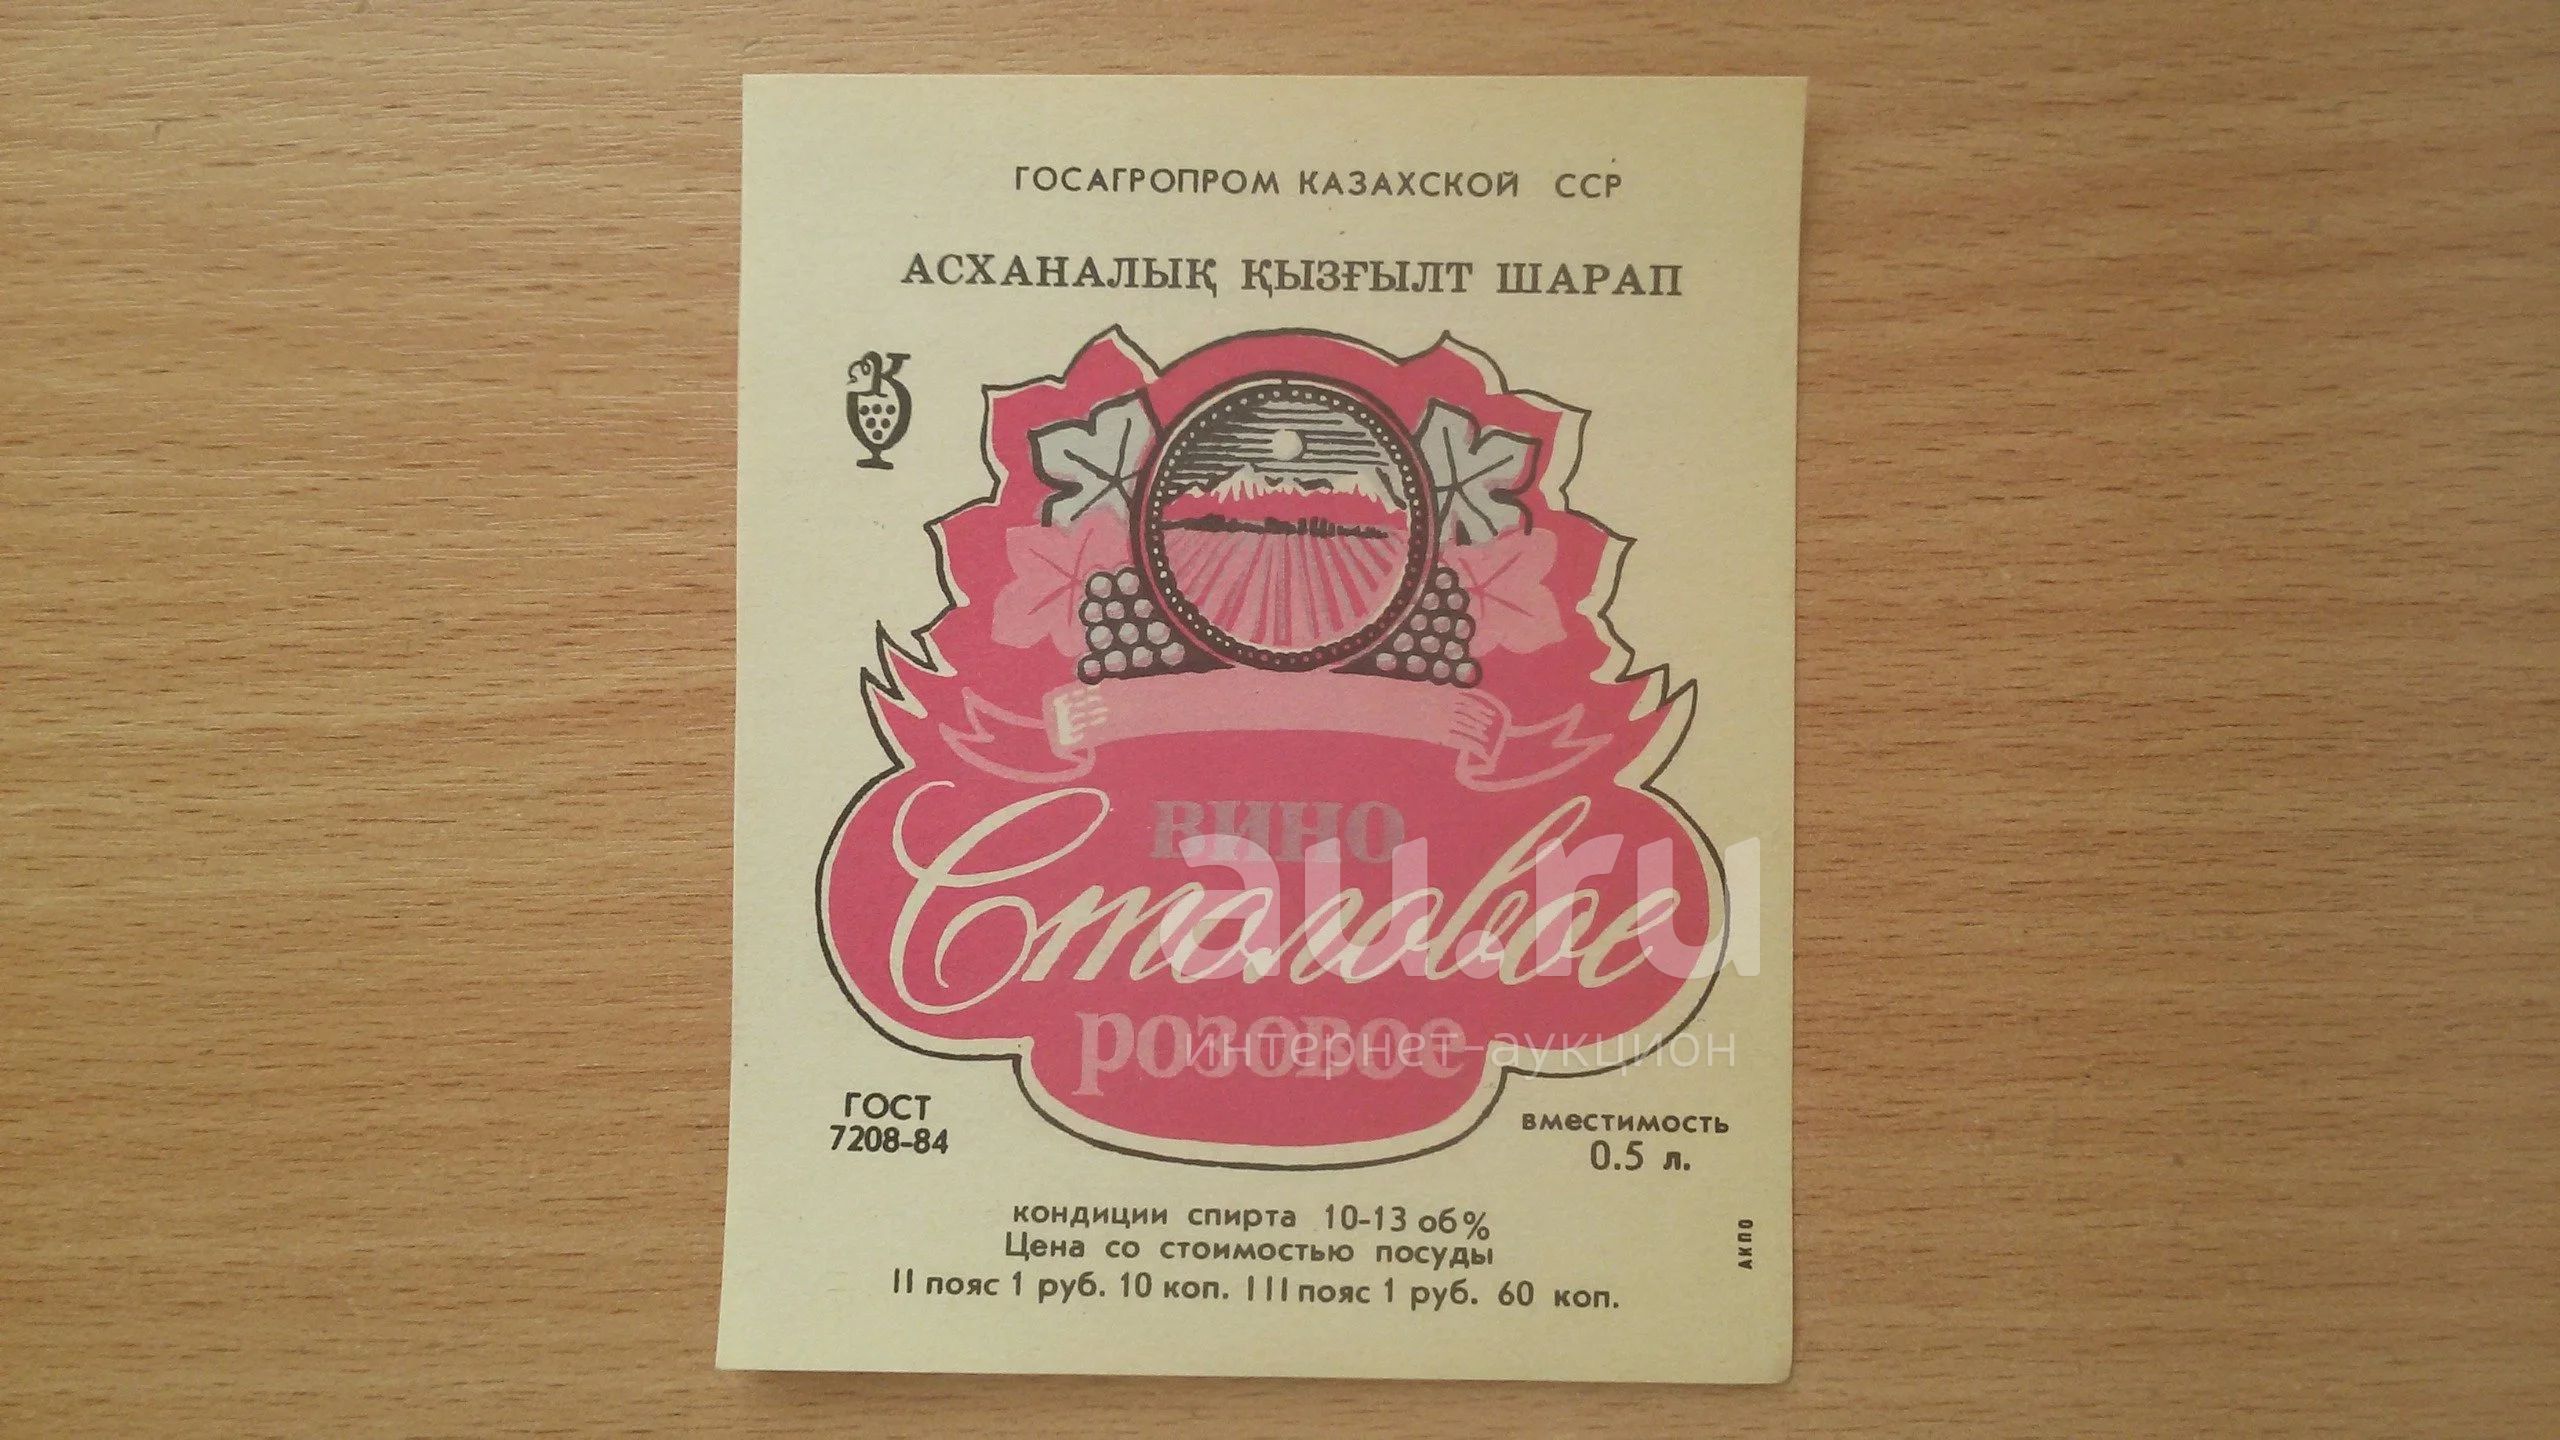 ГОСАГРОПРОМ КАЗАХСКОЙ ССР
АСХАНАЛЫҚ ҚЫЗҒЫЛТ ШАРАП
К
ВИНО
Столовое
розовое
au.ru
интернет-аукцион
ГОСТ
7208-84
вместимость
0.5 л.
кондиции спирта 10-13 об%
Цена со стоимостью посуды
II пояс 1 руб. 10 коп. III пояс 1 руб. 60 коп.
АКПО